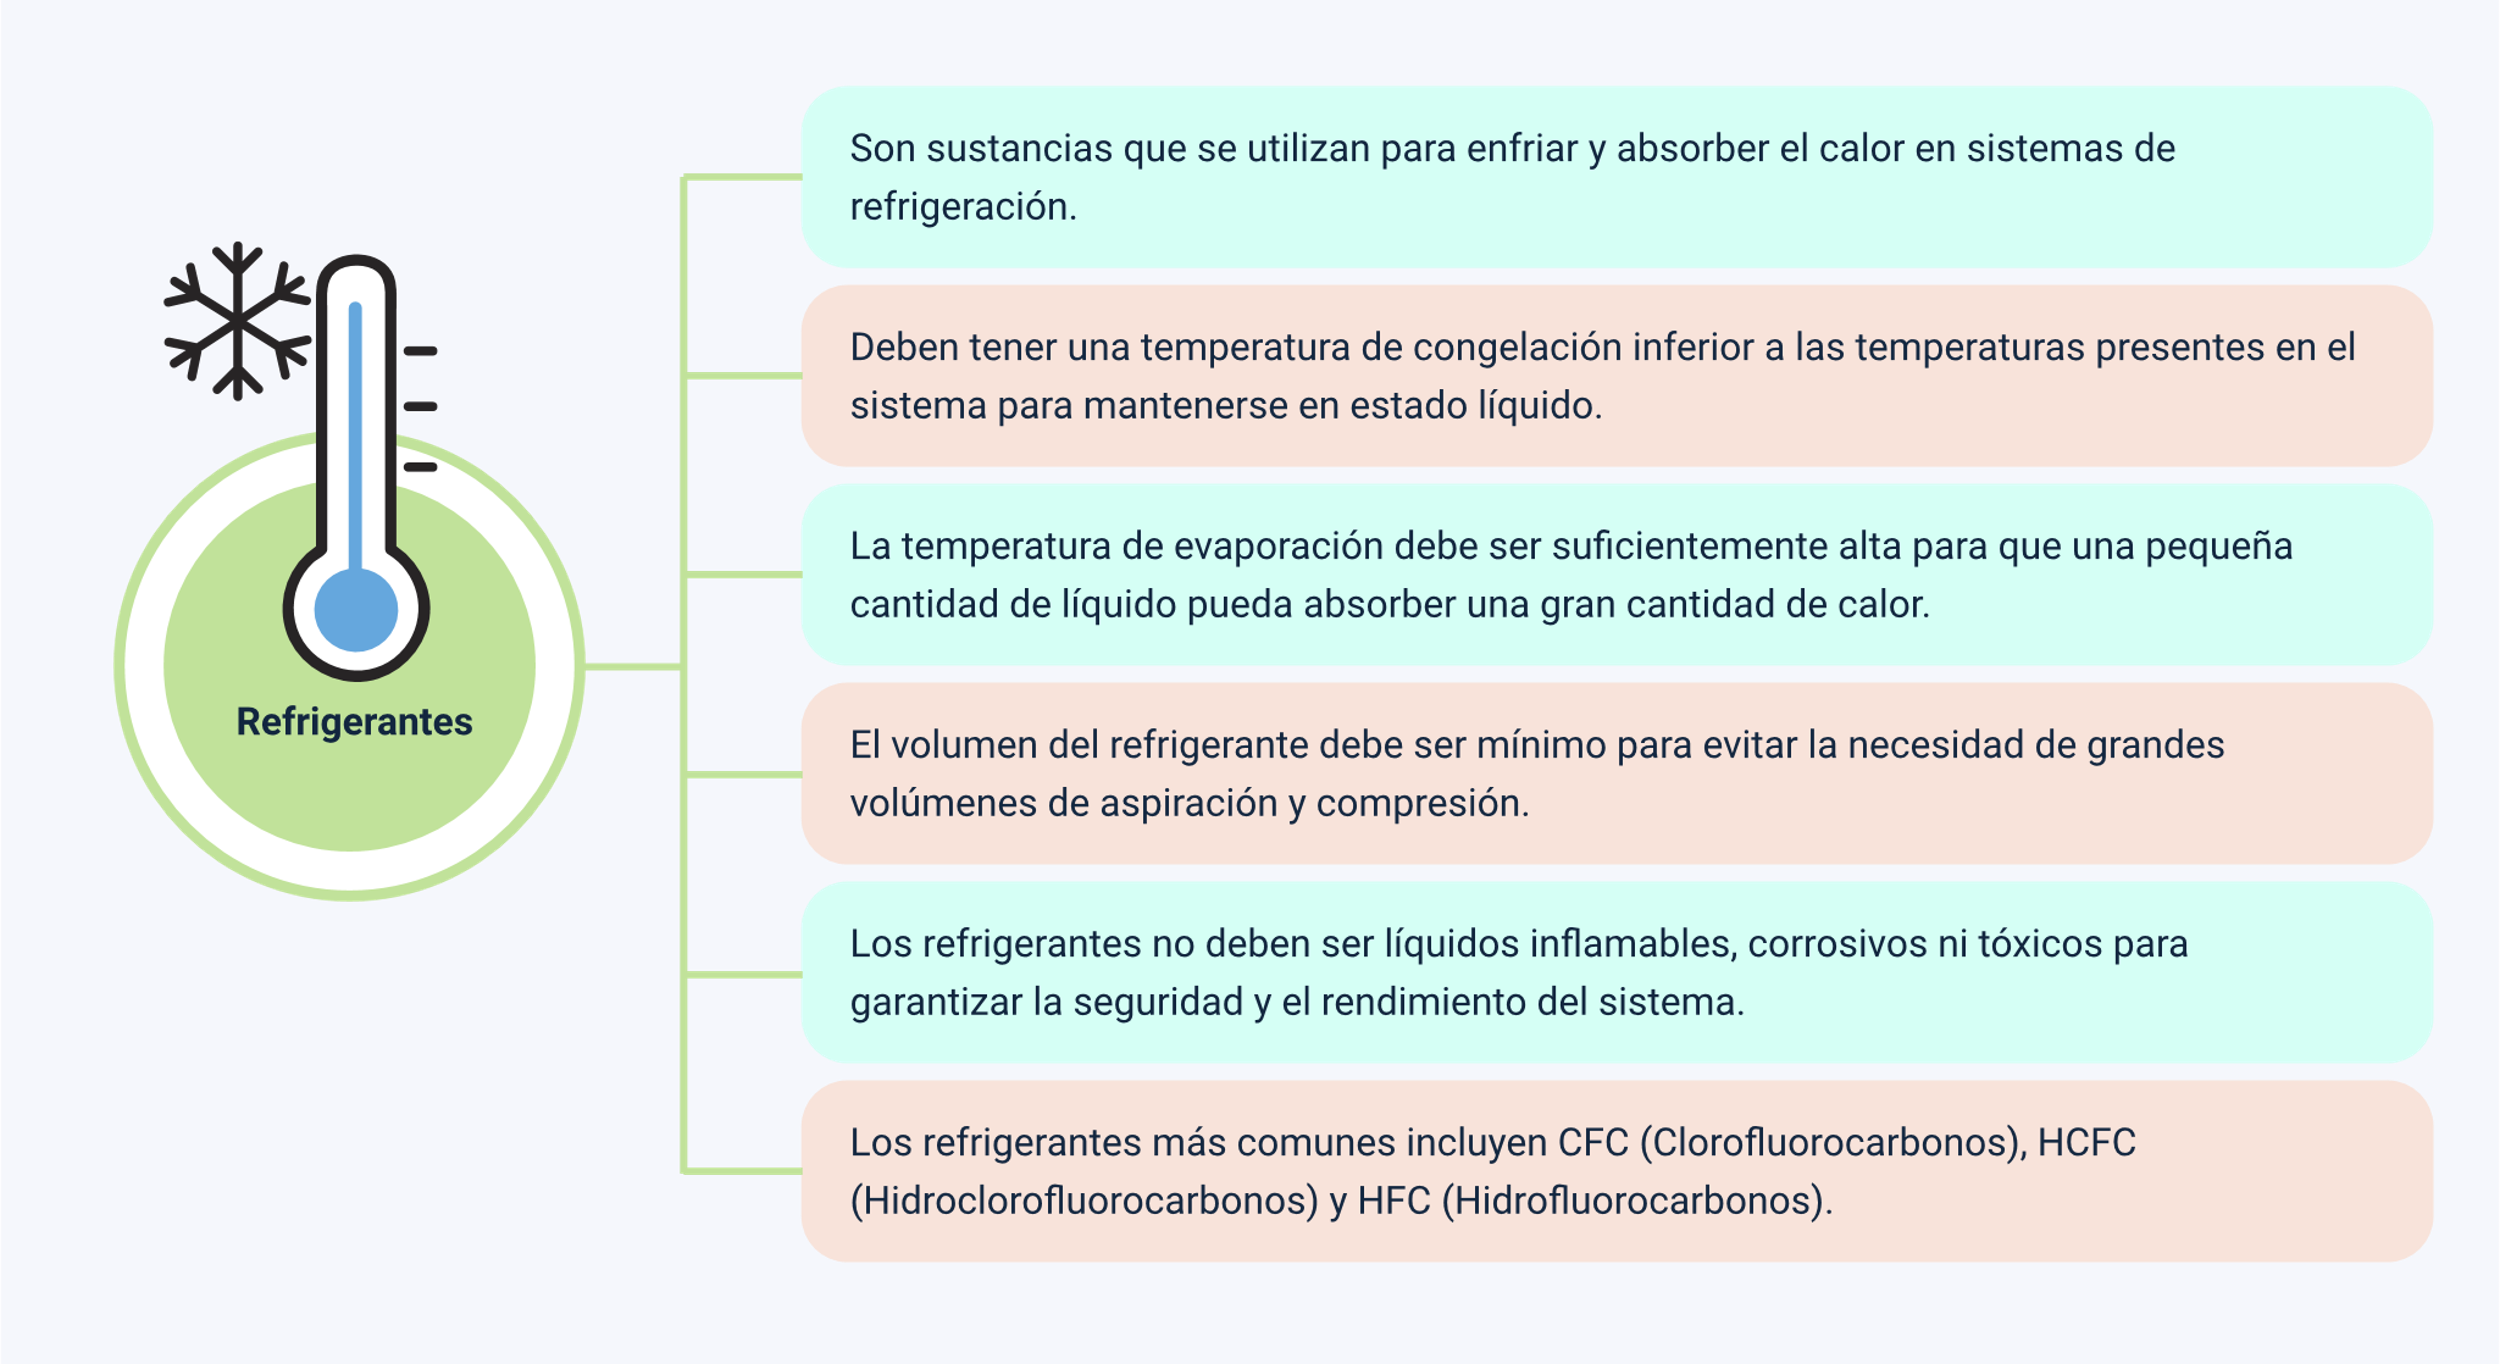 Refrigerantes
Son sustancias que se utilizan para enfriar y absorber el calor en sistemas de
refrigeración.
Deben tener una temperatura de congelación inferior a las temperaturas presentes en el
sistema para mantenerse en estado líquido.
La temperatura de evaporación debe ser suficientemente alta para que una pequeña
cantidad de líquido pueda absorber una gran cantidad de calor.
El volumen del refrigerante debe ser mínimo para evitar la necesidad de grandes
volúmenes de aspiración y compresión.
Los refrigerantes no deben ser líquidos inflamables, corrosivos ni tóxicos para
garantizar la seguridad y el rendimiento del sistema.
Los refrigerantes más comunes incluyen CFC (Clorofluorocarbonos), HCFC
(Hidroclorofluorocarbonos) y HFC (Hidrofluorocarbonos).